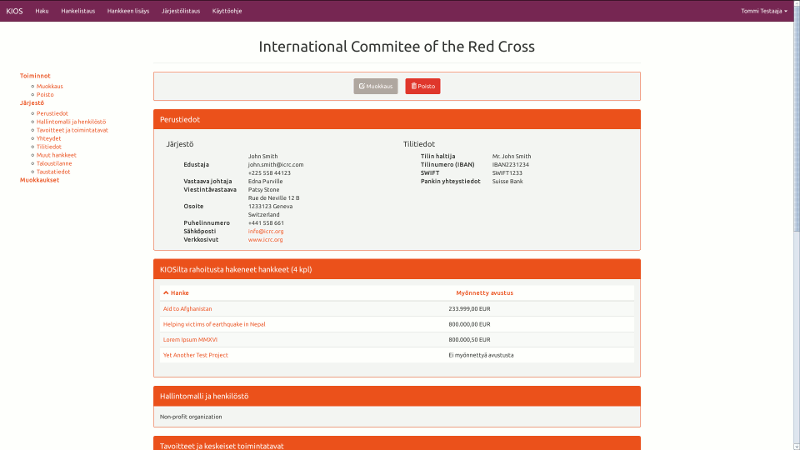 KIOS Haku Hankelistaus Hankkeen lisäys Järjestölistaus Käyttöohje Tommi Testaaja
International Commitee of the Red Cross
Toiminnot
Muokkaus
Poisto
Järjestö
Perustiedot
Hallintomalli ja henkilöstö
Tavoitteet ja toimintatavat
Yhteydet
Tilitiedot
Muut hankkeet
Taloustilanne
Taustatiedot
Muokkaukset
Muokkaus Poisto
Perustiedot
Järjestö
John Smith
Edustaja john.smith@icrc.com
+225 558 44123
Vastaava johtaja Edna Purville
Viestintävastaava Patsy Stone
Rue de Neville 12 B
Osoite 1233123 Geneva
Switzerland
Puhelinnumero +441 558 661
Sähköposti info@icrc.org
Verkkosivut www.icrc.org
Tilitiedot
Tilin haltija Mr. John Smith
Tilinumero (IBAN) IBAN2231234
SWIFT SWIFT1233
Pankin yhteystiedot Suisse Bank
KIOSilta rahoitusta hakeneet hankkeet (4 kpl)
Hanke Myönnetty avustus
Aid to Afghanistan 233.999,00 EUR
Helping victims of earthquake in Nepal 800.000,00 EUR
Lorem Ipsum MMXVI 800.000,50 EUR
Yet Another Test Project Ei myönnettyä avustusta
Hallintomalli ja henkilöstö
Non-profit organization
Tavoitteet ja keskeiset toimintatavat